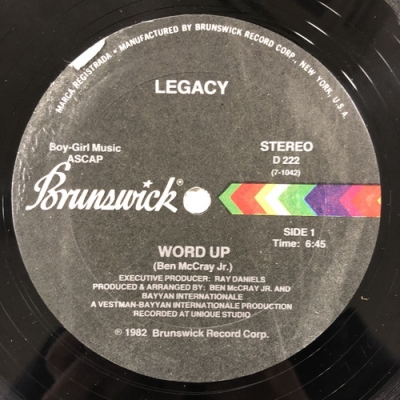 MARCA REGISTRADA • MANUFACTURED BY BRUNSWICK RECORD CORP., NEW YORK, U.S.A.
LEGACY
Boy-Girl Music
ASCAP
STEREO
D 222
(7-1042)
Brunswick®
SIDE 1
Time: 6:45
WORD UP
(Ben McCray Jr.)
EXECUTIVE PRODUCER: RAY DANIELS
PRODUCED & ARRANGED BY: BEN McCRAY JR. AND
BAYYAN INTERNATIONALE
A VESTMAN-BAYYAN INTERNATIONALE PRODUCTION
RECORDED AT UNIQUE STUDIO
℗ 1982 Brunswick Record Corp.